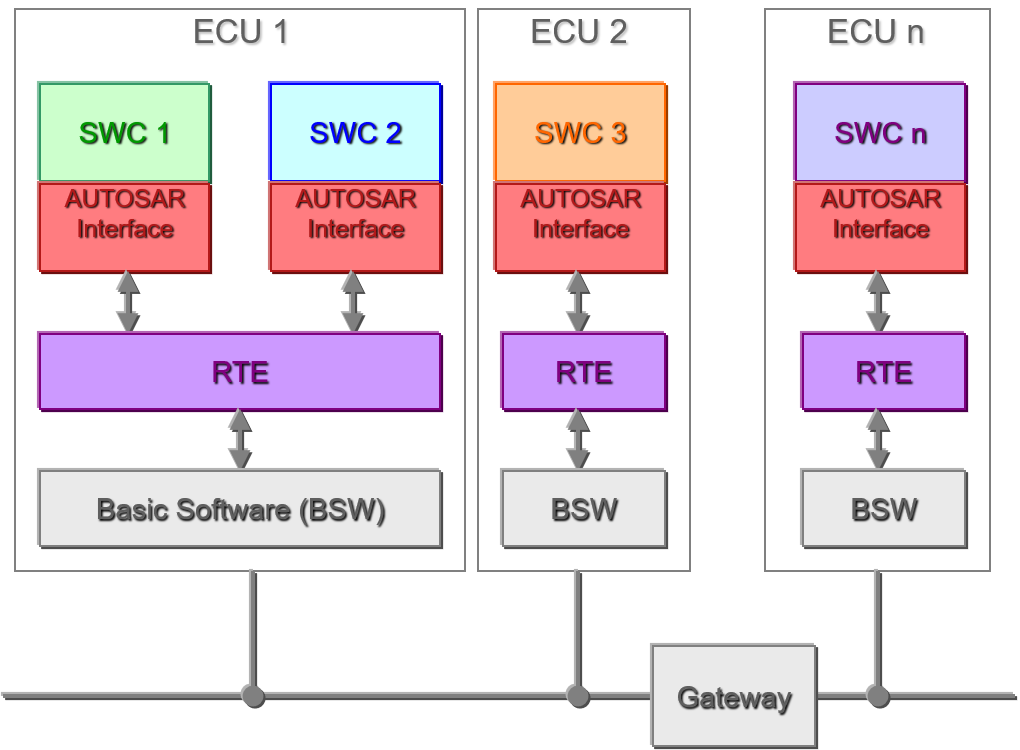 ECU 1
ECU 2
ECU n
SWC 1
SWC 2
SWC 3
SWC n
AUTOSAR
Interface
AUTOSAR
Interface
AUTOSAR
Interface
AUTOSAR
Interface
RTE
RTE
RTE
Basic Software (BSW)
BSW
BSW
Gateway